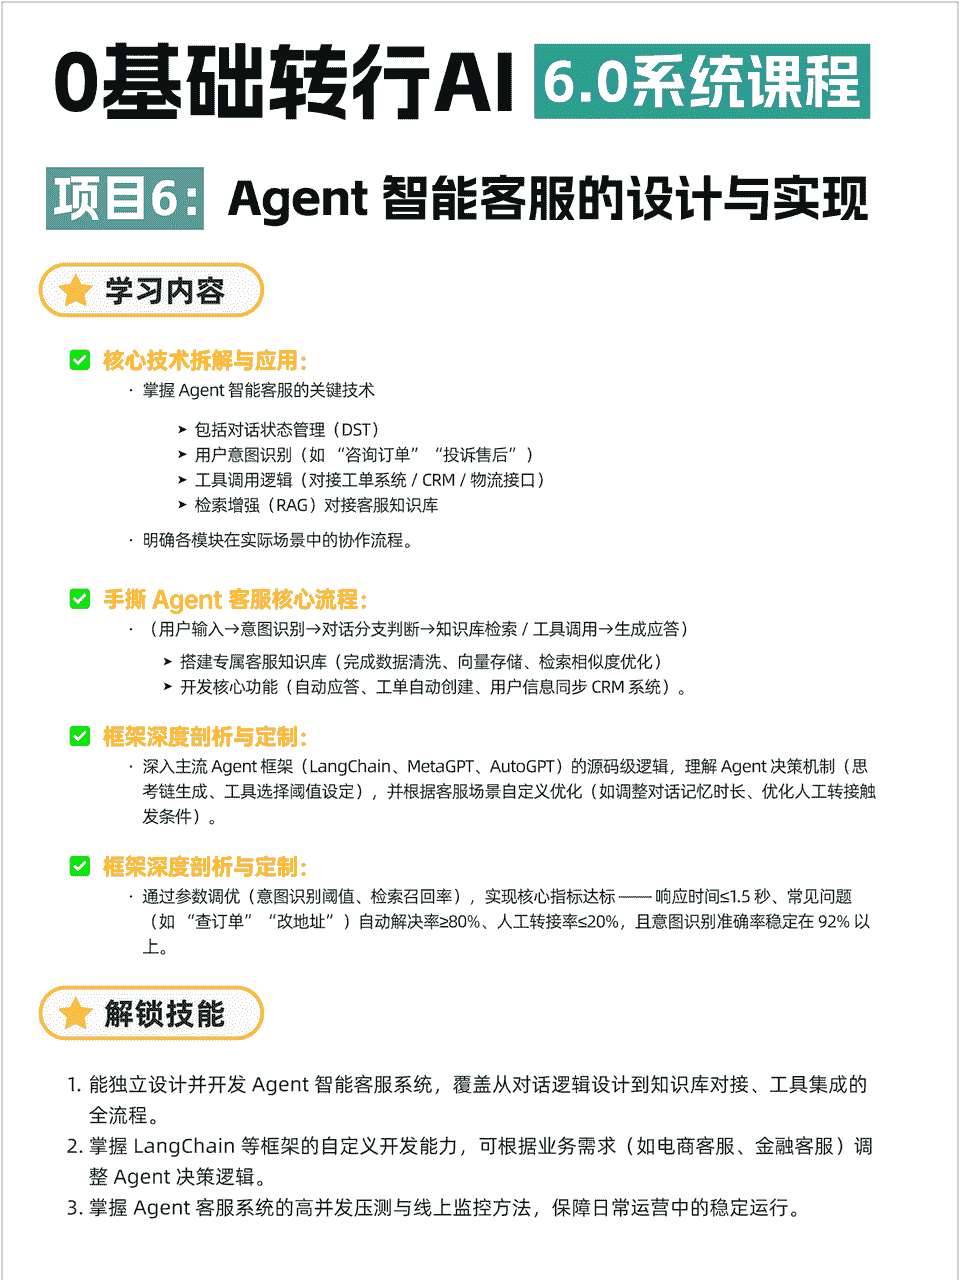 0基础转行AI 6.0系统课程
项目6： Agent 智能客服的设计与实现
学习内容
核心技术拆解与应用：
· 掌握 Agent 智能客服的关键技术
➤ 包括对话状态管理（DST）
➤ 用户意图识别（如 “咨询订单” “投诉售后” ）
➤ 工具调用逻辑（对接工单系统 / CRM / 物流接口）
➤ 检索增强（RAG）对接客服知识库
· 明确各模块在实际场景中的协作流程。
手撕 Agent 客服核心流程：
· （用户输入→意图识别→对话分支判断→知识库检索 / 工具调用→生成应答）
➤ 搭建专属客服知识库（完成数据清洗、向量存储、检索相似度优化）
➤ 开发核心功能（自动应答、工单自动创建、用户信息同步 CRM 系统）。
框架深度剖析与定制：
· 深入主流 Agent 框架（LangChain、MetaGPT、AutoGPT）的源码级逻辑，理解 Agent 决策机制（思
考链生成、工具选择阈值设定），并根据客服场景自定义优化（如调整对话记忆时长、优化人工转接触
发条件）。
框架深度剖析与定制：
· 通过参数调优（意图识别阈值、检索召回率），实现核心指标达标 —— 响应时间≤1.5 秒、常见问题
（如 “查订单” “改地址” ）自动解决率≥80%、人工转接率≤20%，且意图识别准确率稳定在 92% 以
上。
解锁技能
1. 能独立设计并开发 Agent 智能客服系统，覆盖从对话逻辑设计到知识库对接、工具集成的
全流程。
2. 掌握 LangChain 等框架的自定义开发能力，可根据业务需求（如电商客服、金融客服）调
整 Agent 决策逻辑。
3. 掌握 Agent 客服系统的高并发压测与线上监控方法，保障日常运营中的稳定运行。